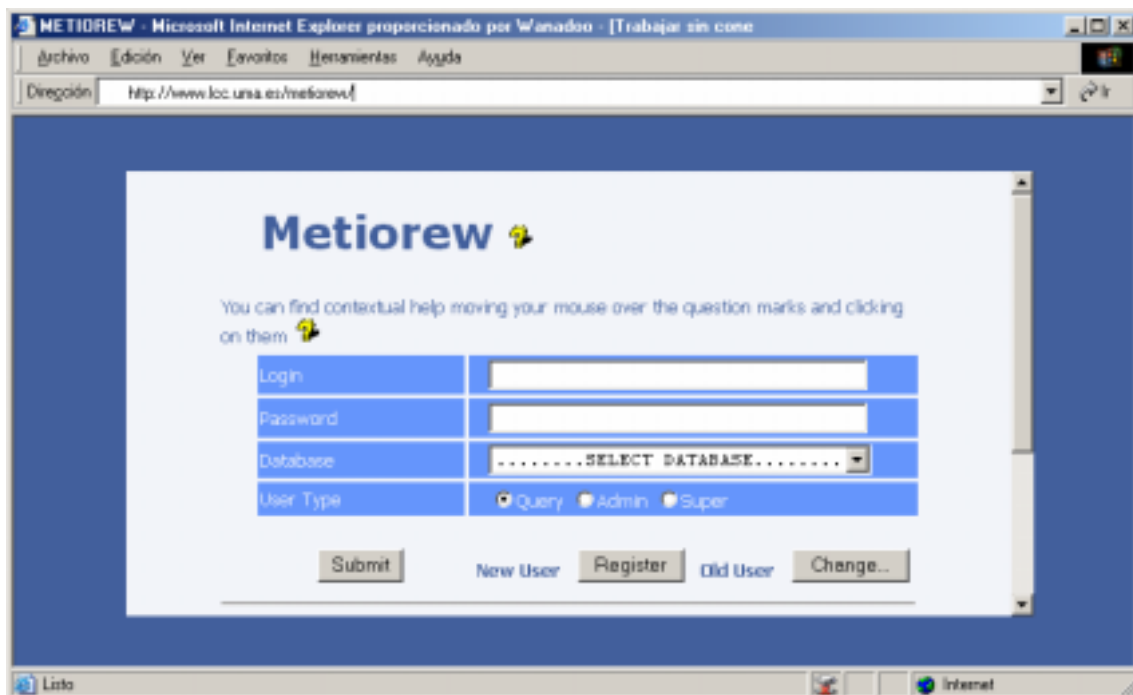 METIOREW - Microsoft Internet Explorer proporcionado por Wanadoo - [Trabajar sin cone
Archivo Edición Ver Favoritos Herramientas Ayuda
Dirección http://www.lcc.uma.es/metiorew/ Ir
Metiorew
You can find contextual help moving your mouse over the question marks and clicking
on them
Login
Password
Database ........SELECT DATABASE........
User Type Query Admin Super
Submit New User Register Old User Change...
Listo Internet